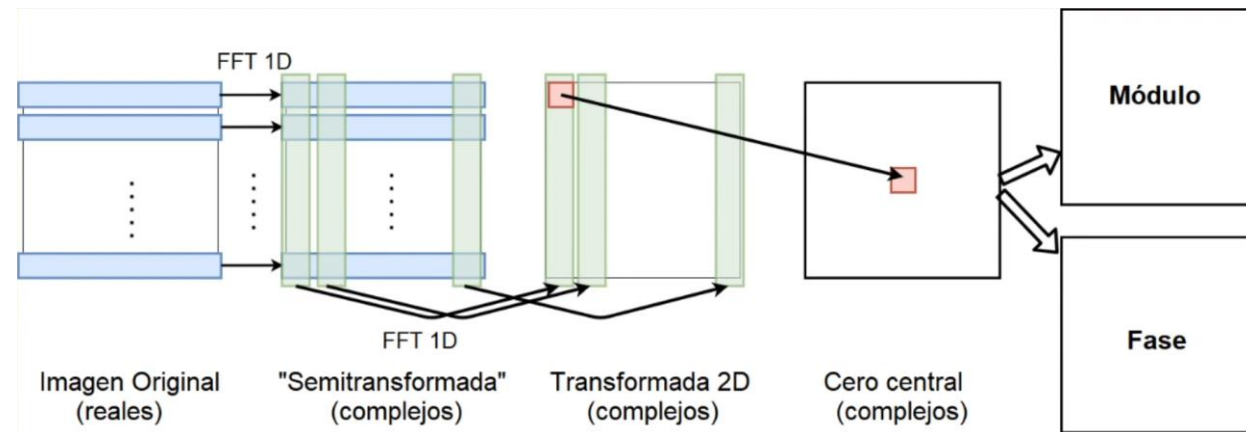 FFT 1D
Módulo
FFT 1D
Fase
Imagen Original
(reales)
"Semitransformada"
(complejos)
Transformada 2D
(complejos)
Cero central
(complejos)